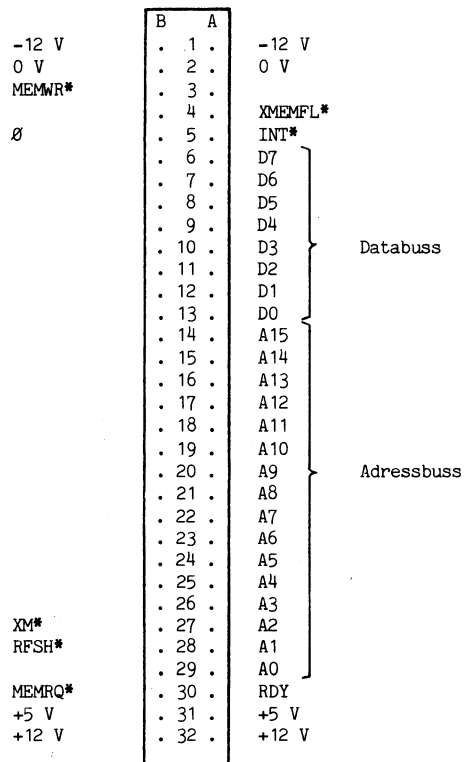 B A
-12 V . 1 . -12 V
0 V . 2 . 0 V
MEMWR* . 3 .
. 4 . XMEMFL*
Ø . 5 . INT*
. 6 . D7
. 7 . D6
. 8 . D5
. 9 . D4
. 10 . D3 Databuss
. 11 . D2
. 12 . D1
. 13 . D0
. 14 . A15
. 15 . A14
. 16 . A13
. 17 . A12
. 18 . A11
. 19 . A10
. 20 . A9 Adressbuss
. 21 . A8
. 22 . A7
. 23 . A6
. 24 . A5
. 25 . A4
. 26 . A3
XM* . 27 . A2
RFSH* . 28 . A1
. 29 . A0
MEMRQ* . 30 . RDY
+5 V . 31 . +5 V
+12 V . 32 . +12 V